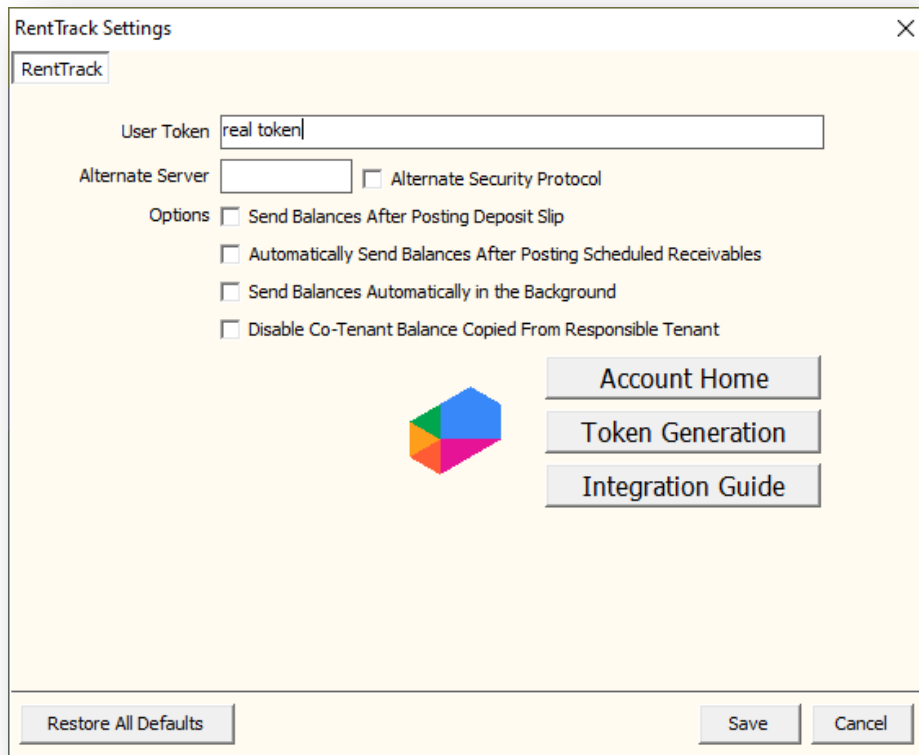 RentTrack Settings
RentTrack
User Token real token
Alternate Server Alternate Security Protocol
Options Send Balances After Posting Deposit Slip
Automatically Send Balances After Posting Scheduled Receivables
Send Balances Automatically in the Background
Disable Co-Tenant Balance Copied From Responsible Tenant
Account Home
Token Generation
Integration Guide
Restore All Defaults Save Cancel